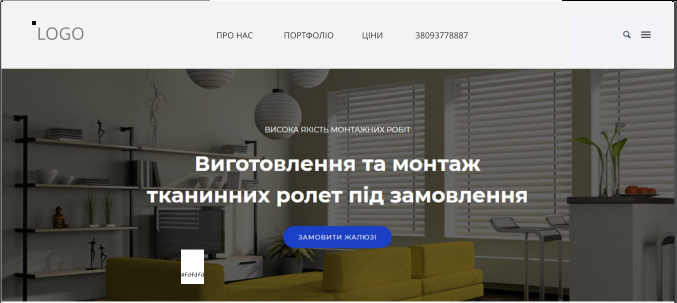 LOGO
ПРО НАС ПОРТФОЛІО ЦІНИ 38093778887
ВИСОКА ЯКІСТЬ МОНТАЖНИХ РОБІТ
Виготовлення та монтаж
тканинних ролет під замовлення
ЗАМОВИТИ ЖАЛЮЗІ
#fdfdfd